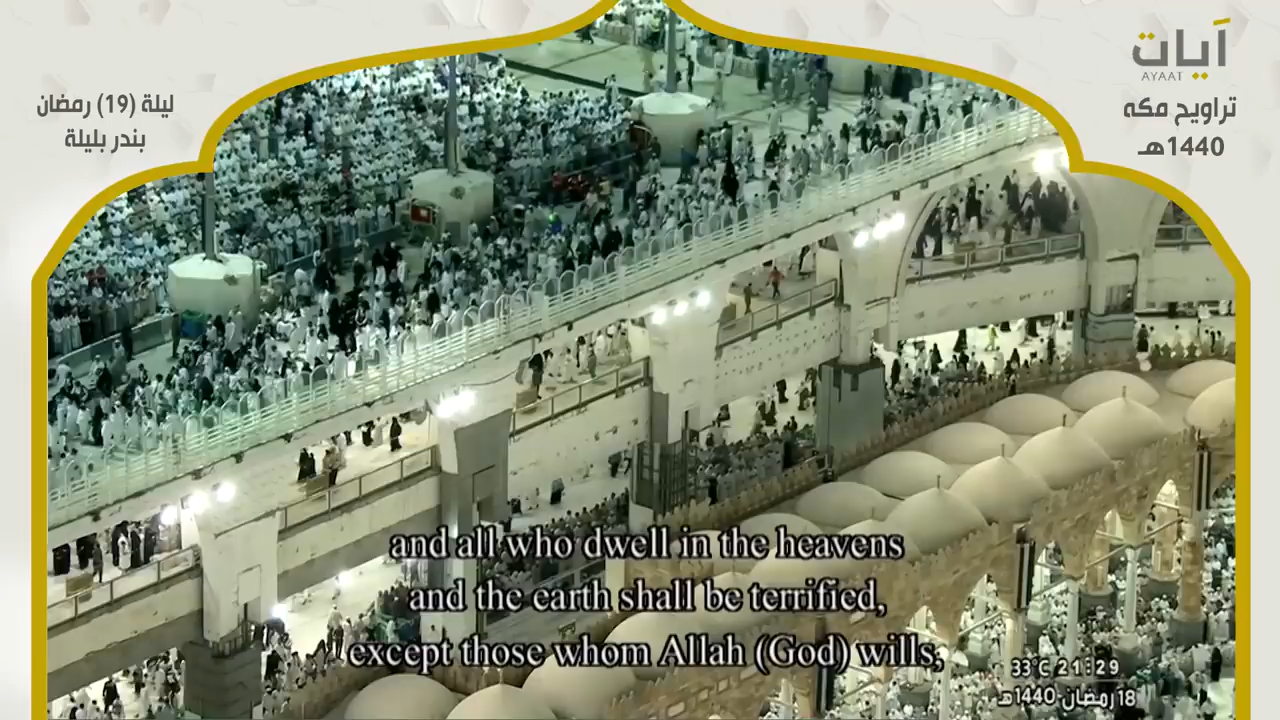 آيات
AYAAT
تراويح مكه
1440هـ
ليلة (19) رمضان
بندر بليلة
and all who dwell in the heavens
and the earth shall be terrified,
except those whom Allah (God) wills,
33°C 21:29
18 رمضان-1440هـ